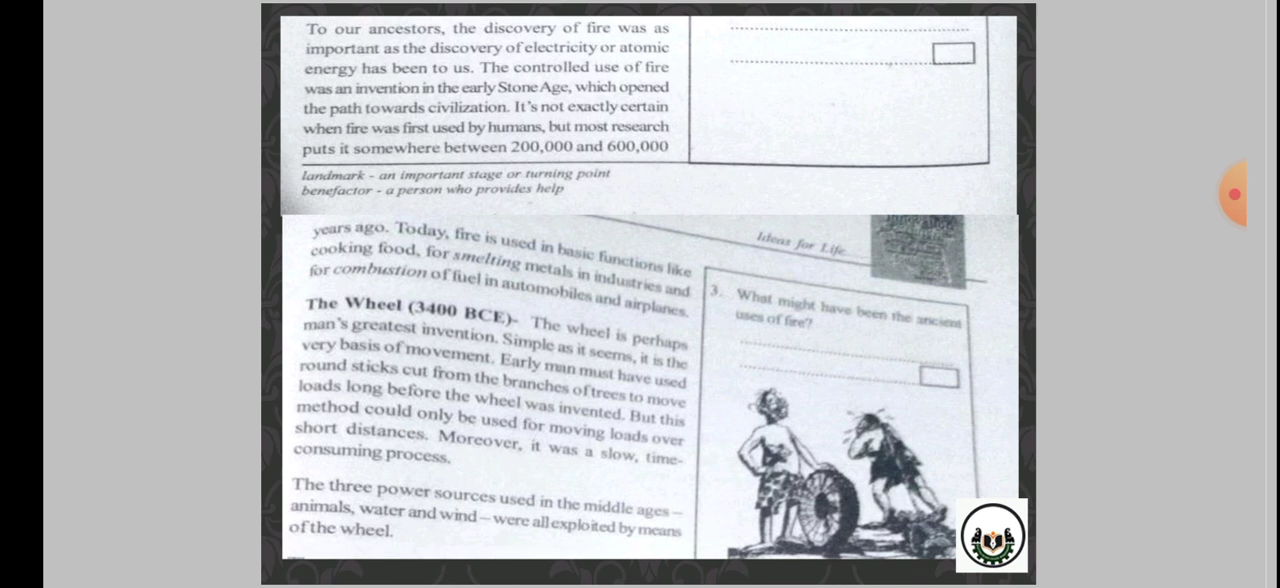 To our ancestors, the discovery of fire was as
important as the discovery of electricity or atomic
energy has been to us. The controlled use of fire
was an invention in the early Stone Age, which opened
the path towards civilization. It's not exactly certain
when fire was first used by humans, but most research
puts it somewhere between 200,000 and 600,000
landmark - an important stage or turning point
benefactor - a person who provides help
Ideas for Life
years ago. Today, fire is used in basic functions like
cooking food, for smelting metals in industries and
for combustion of fuel in automobiles and airplanes.
The Wheel (3400 BCE)- The wheel is perhaps
man's greatest invention. Simple as it seems, it is the
very basis of movement. Early man must have used
round sticks cut from the branches of trees to move
loads long before the wheel was invented. But this
method could only be used for moving loads over
short distances. Moreover, it was a slow, time-
consuming process.
The three power sources used in the middle ages –
animals, water and wind – were all exploited by means
of the wheel.
3. What might have been the ancient
uses of fire?